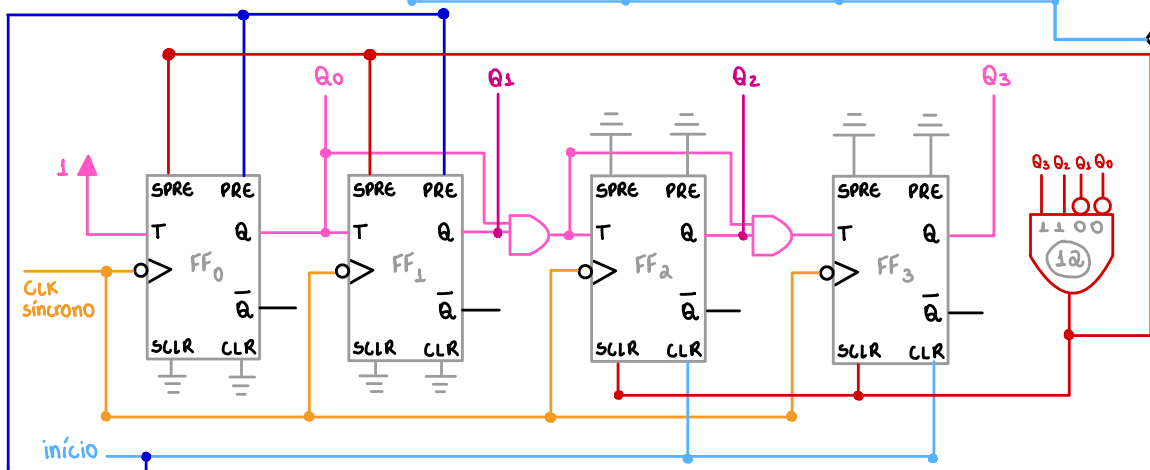 Q0
Q1
Q2
Q3
1
SPRE PRE
SPRE PRE
SPRE PRE
SPRE PRE
Q3 Q2 Q1 Q0
T Q
T Q
T Q
T Q
1 1 0 0
FF0
FF1
FF2
FF3
12
CLK
síncrono
Q
Q
Q
Q
SCLR CLR
SCLR CLR
SCLR CLR
SCLR CLR
início